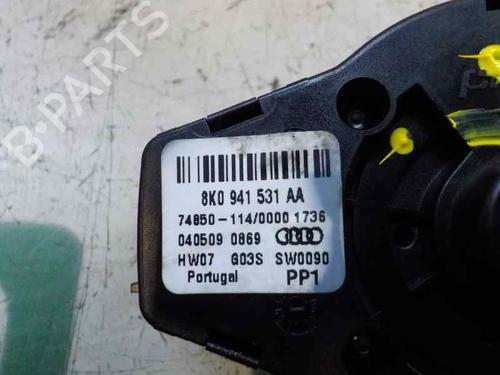 B-PARTS
8K0 941 531 AA
74850-114/0000 1736
040509 0869
HW07 G03S SW0090
Portugal PP1